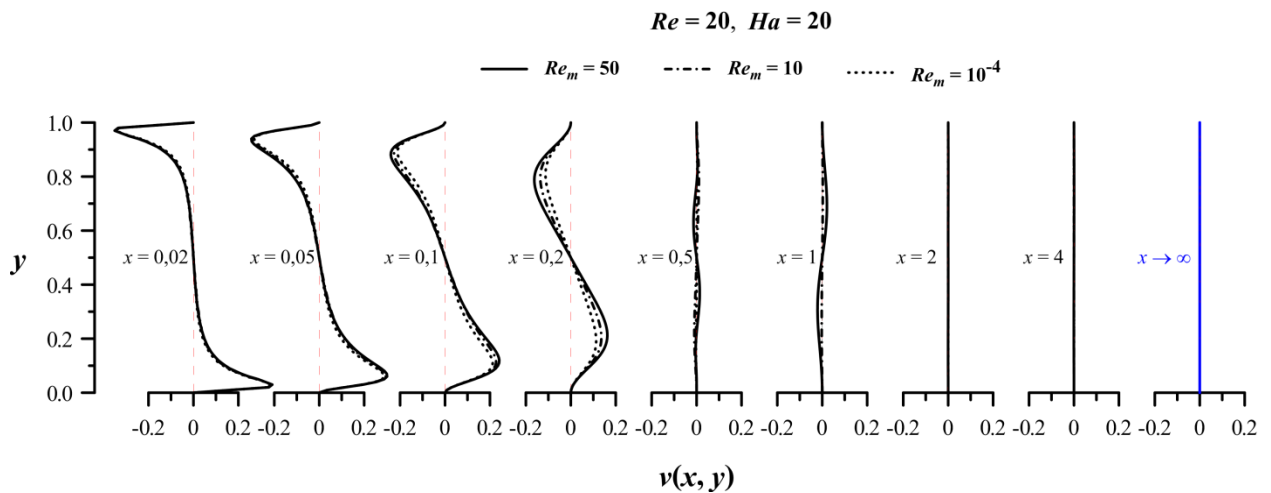 Re = 20, Ha = 20
Re_m = 50 Re_m = 10 Re_m = 10^-4
1.0
0.8
0.6
0.4
0.2
0.0
y
x = 0,02 x = 0,05 x = 0,1 x = 0,2 x = 0,5 x = 1 x = 2 x = 4 x → ∞
-0.2 0 0.2 -0.2 0 0.2 -0.2 0 0.2 -0.2 0 0.2 -0.2 0 0.2 -0.2 0 0.2 -0.2 0 0.2 -0.2 0 0.2 -0.2 0 0.2
v(x, y)